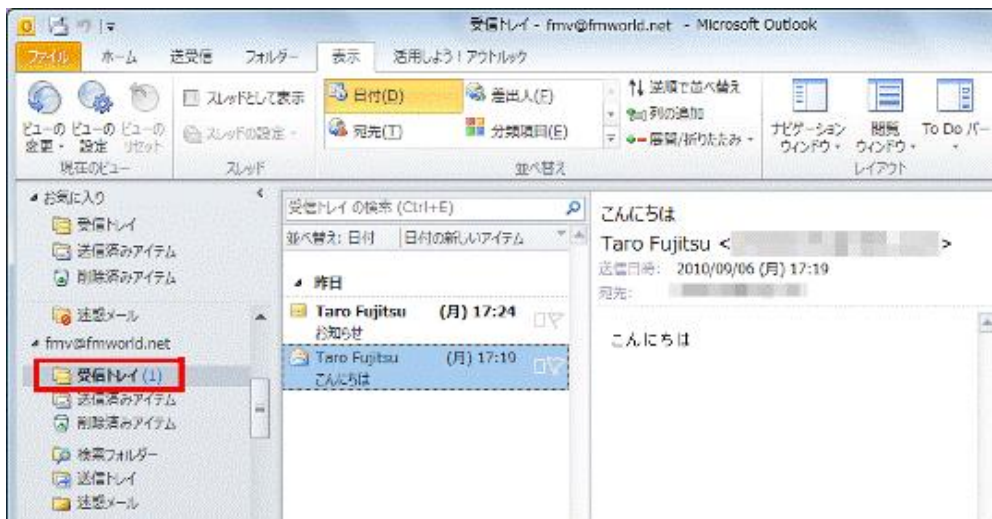 受信トレイ - fmv@fmworld.net - Microsoft Outlook
ファイル ホーム 送受信 フォルダー 表示 活用しよう！アウトルック
ビューの変更 ビューの設定 ビューのリセット
現在のビュー
スレッドとして表示
スレッドの設定
スレッド
日付(D) 差出人(F)
宛先(T) 分類項目(E)
逆順で並べ替え
列の追加
展開/折りたたみ
並べ替え
ナビゲーションウィンドウ 閲覧ウィンドウ To Do バー
レイアウト
お気に入り
受信トレイ
送信済みアイテム
削除済みアイテム
迷惑メール
fmv@fmworld.net
受信トレイ (1)
送信済みアイテム
削除済みアイテム
検索フォルダー
送信トレイ
迷惑メール
受信トレイ の検索 (Ctrl+E)
並べ替え: 日付 日付の新しいアイテム
昨日
Taro Fujitsu (月) 17:24
お知らせ
Taro Fujitsu (月) 17:19
こんにちは
こんにちは
Taro Fujitsu < >
送信日時: 2010/09/06 (月) 17:19
宛先:
こんにちは